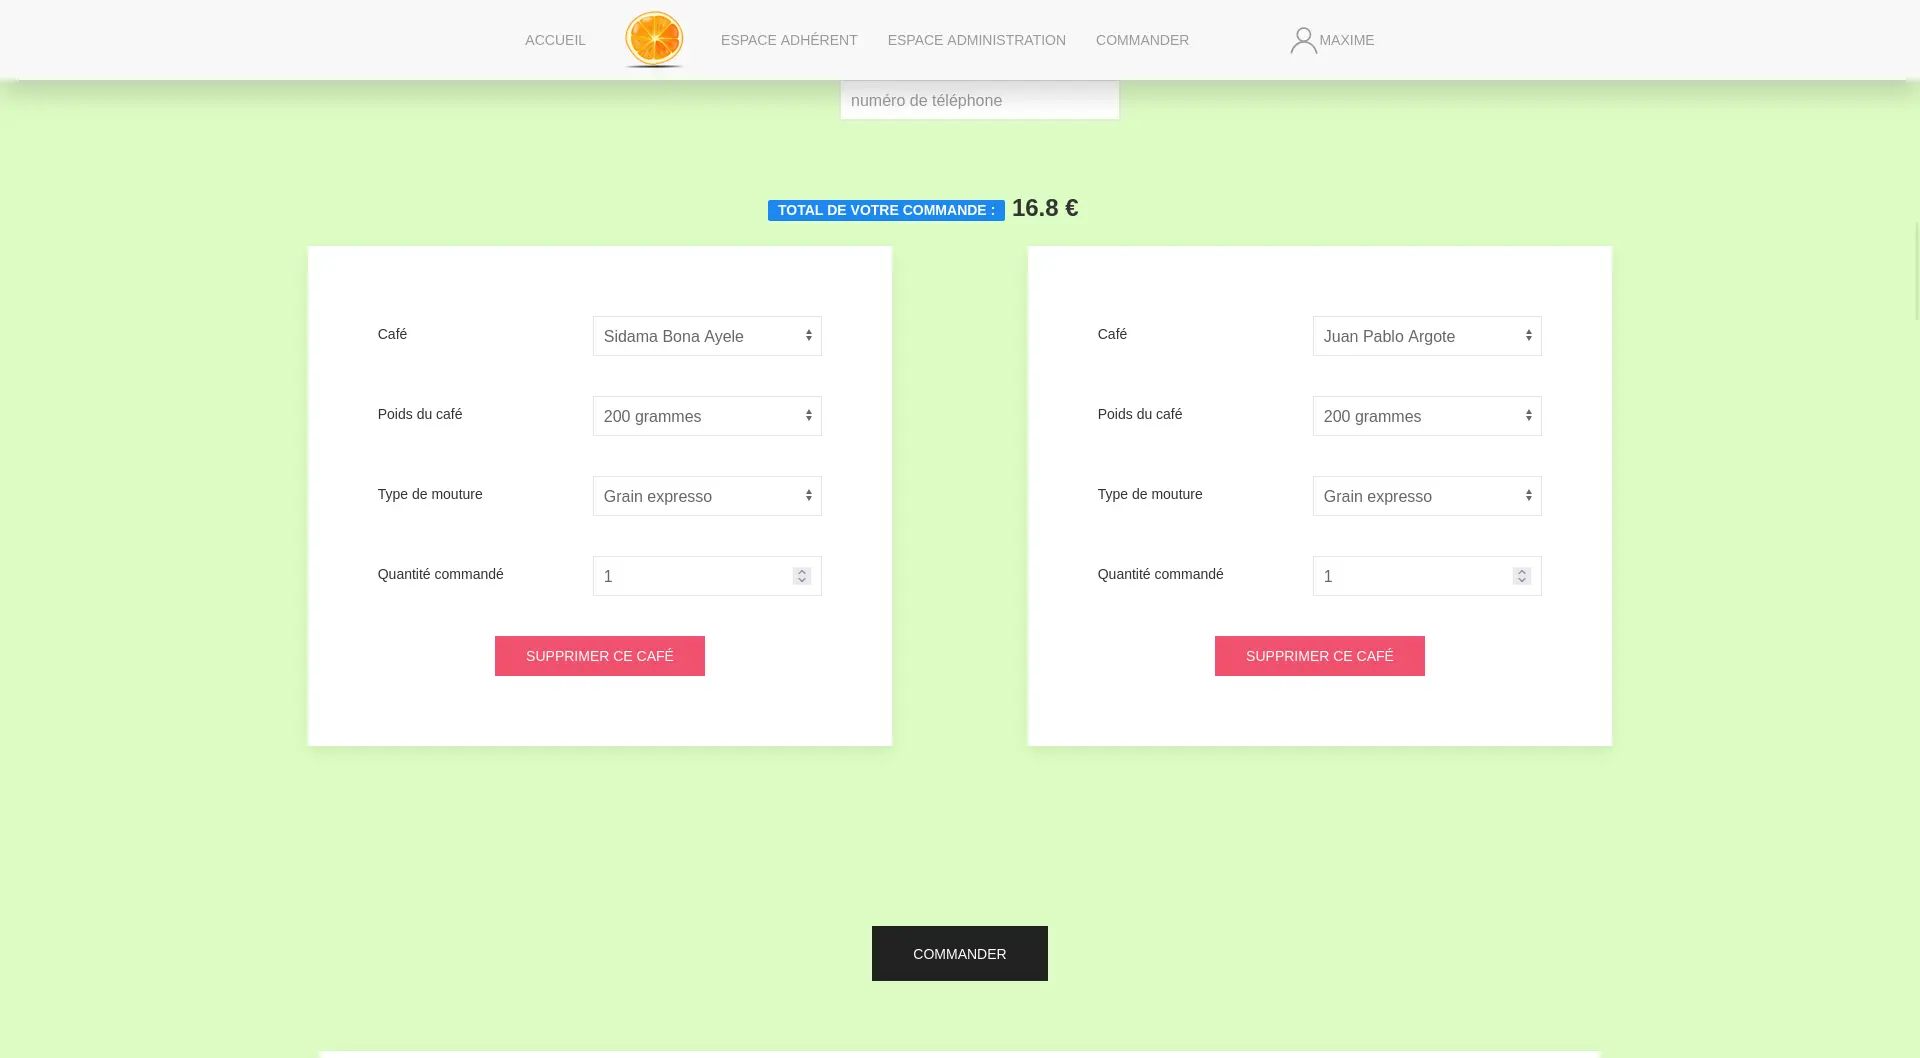 ACCUEIL ESPACE ADHÉRENT ESPACE ADMINISTRATION COMMANDER MAXIME
numéro de téléphone
TOTAL DE VOTRE COMMANDE : 16.8 €
Café Sidama Bona Ayele
Poids du café 200 grammes
Type de mouture Grain expresso
Quantité commandé 1
SUPPRIMER CE CAFÉ
Café Juan Pablo Argote
Poids du café 200 grammes
Type de mouture Grain expresso
Quantité commandé 1
SUPPRIMER CE CAFÉ
COMMANDER